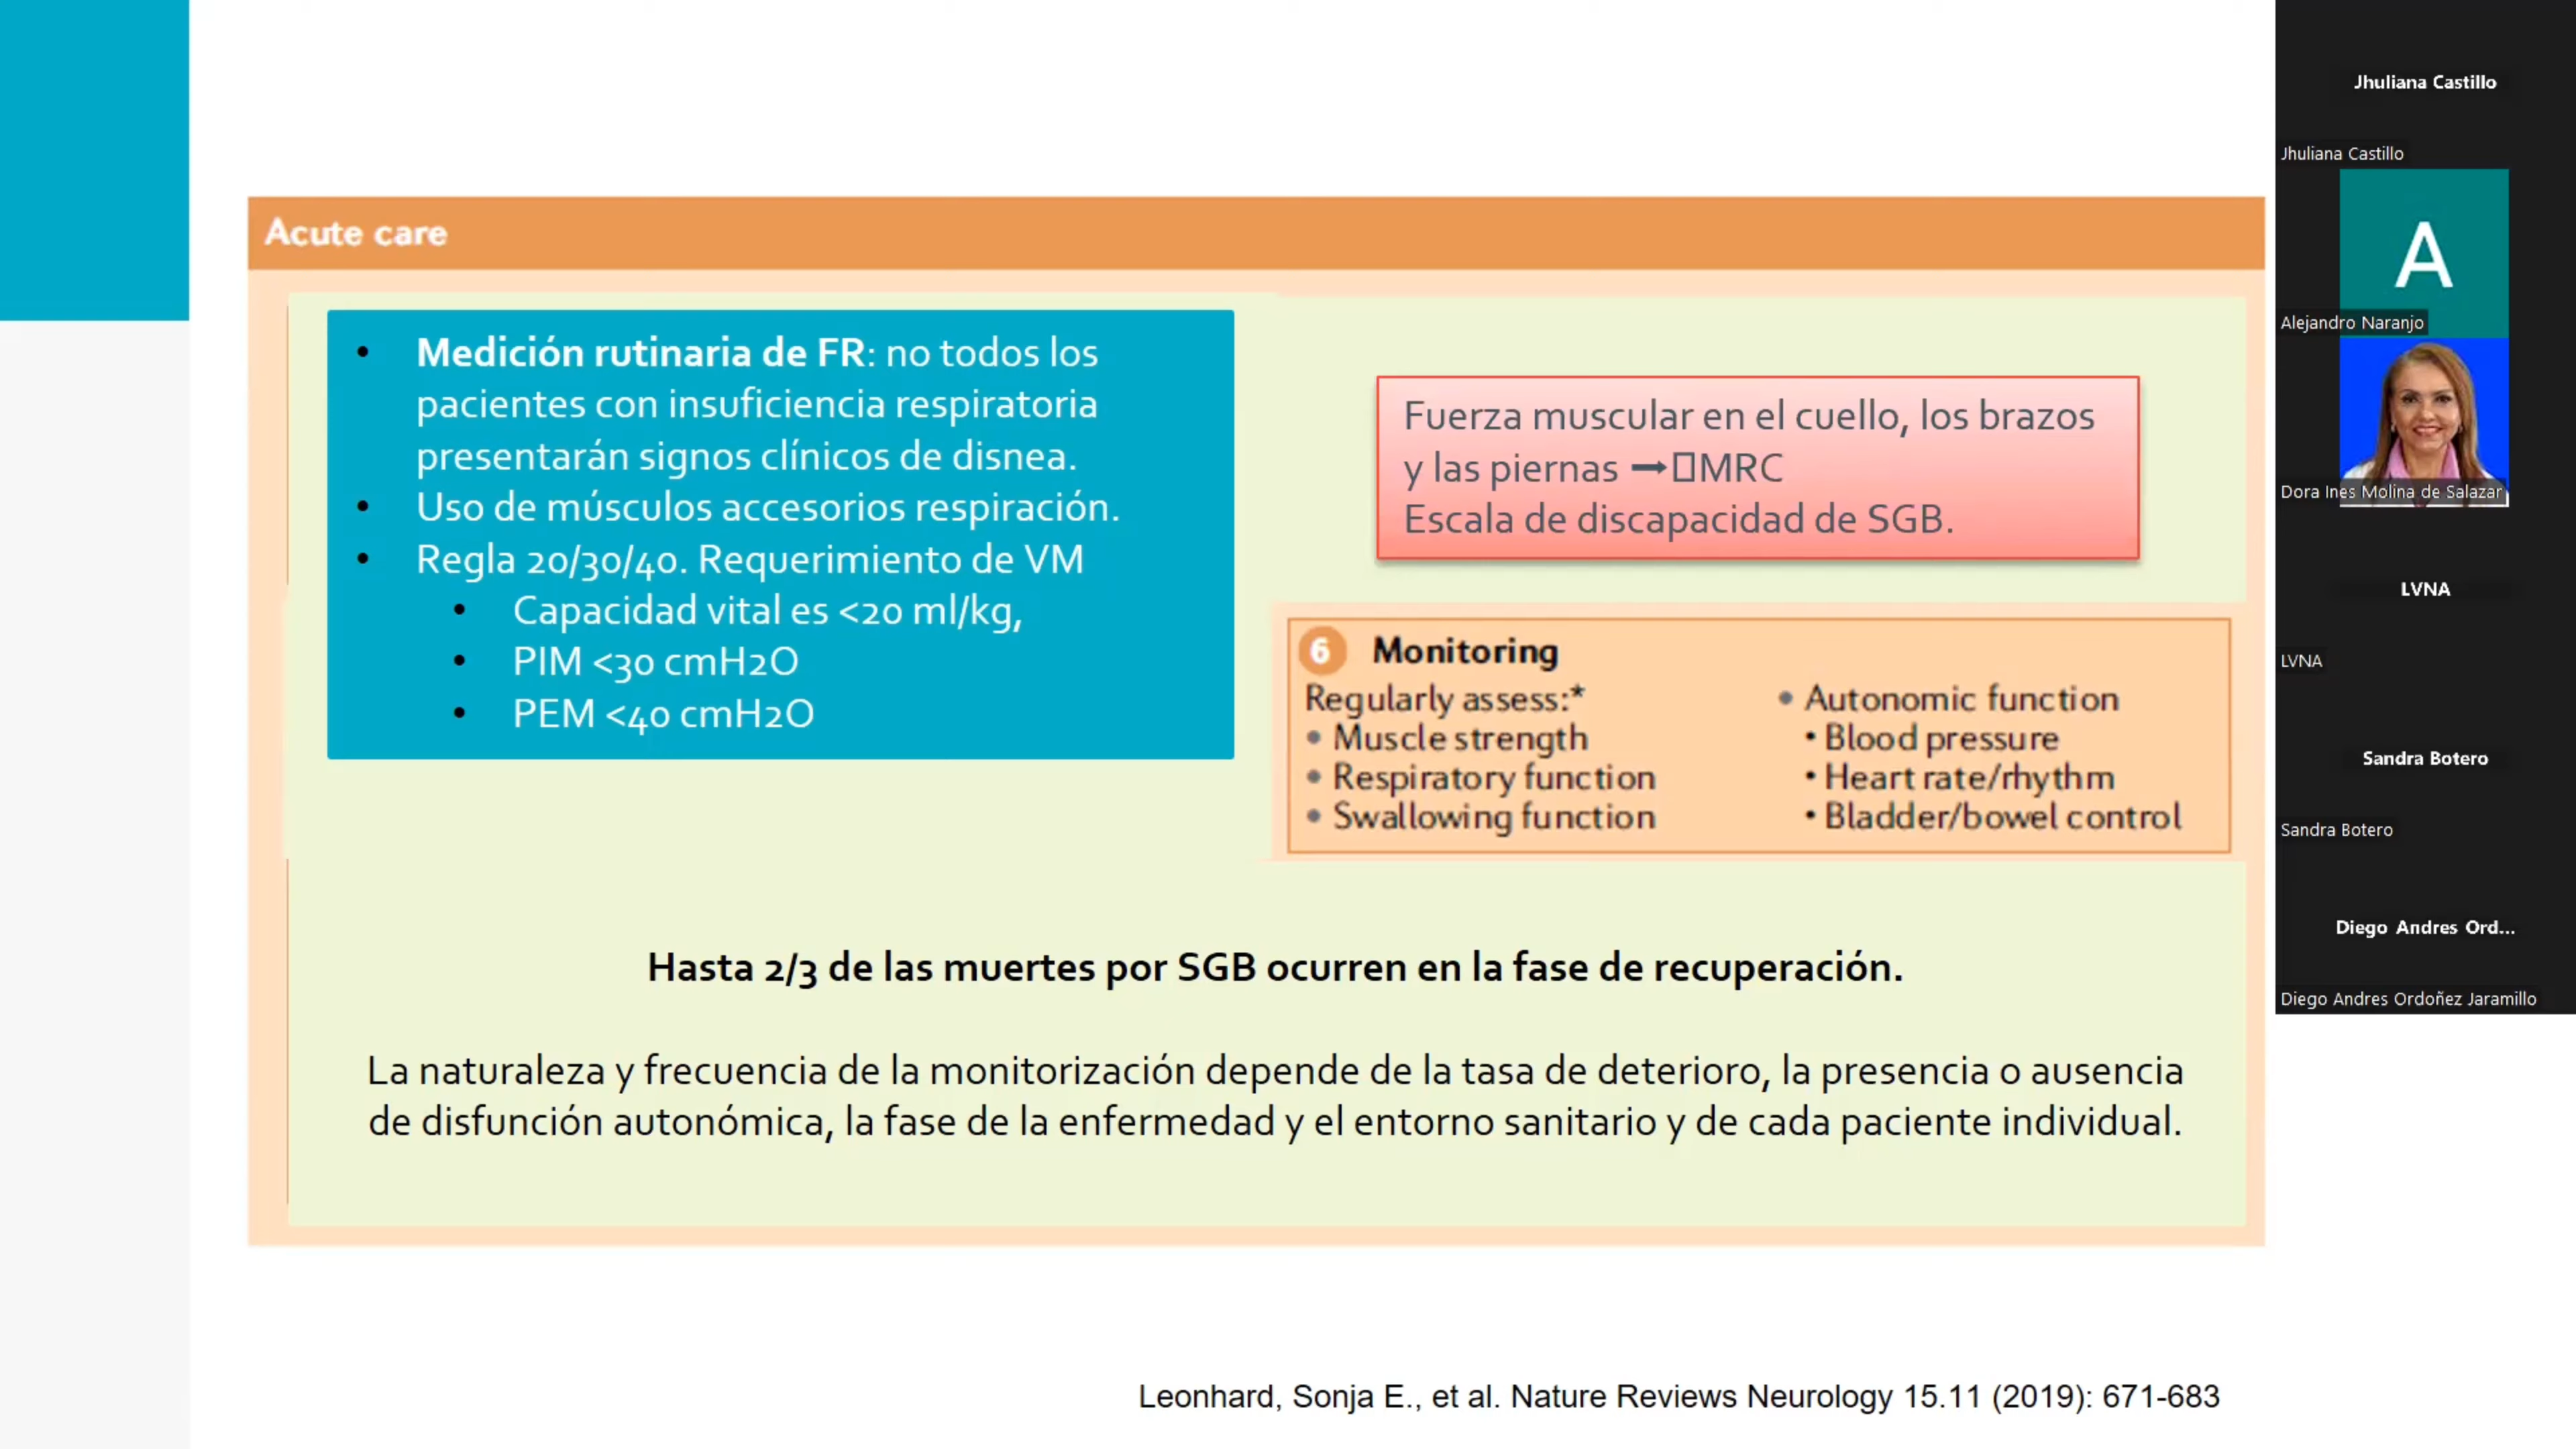 Acute care
• Medición rutinaria de FR: no todos los
pacientes con insuficiencia respiratoria
presentarán signos clínicos de disnea.
• Uso de músculos accesorios respiración.
• Regla 20/30/40. Requerimiento de VM
• Capacidad vital es <20 ml/kg,
• PIM <30 cmH2O
• PEM <40 cmH2O
Fuerza muscular en el cuello, los brazos
y las piernas ➞▯MRC
Escala de discapacidad de SGB.
6 Monitoring
Regularly assess:*
• Muscle strength
• Respiratory function
• Swallowing function
• Autonomic function
• Blood pressure
• Heart rate/rhythm
• Bladder/bowel control
Hasta 2/3 de las muertes por SGB ocurren en la fase de recuperación.
La naturaleza y frecuencia de la monitorización depende de la tasa de deterioro, la presencia o ausencia
de disfunción autonómica, la fase de la enfermedad y el entorno sanitario y de cada paciente individual.
Leonhard, Sonja E., et al. Nature Reviews Neurology 15.11 (2019): 671-683
Jhuliana Castillo
Jhuliana Castillo
A
Alejandro Naranjo
Dora Ines Molina de Salazar
LVNA
LVNA
Sandra Botero
Sandra Botero
Diego Andres Ord...
Diego Andres Ordoñez Jaramillo